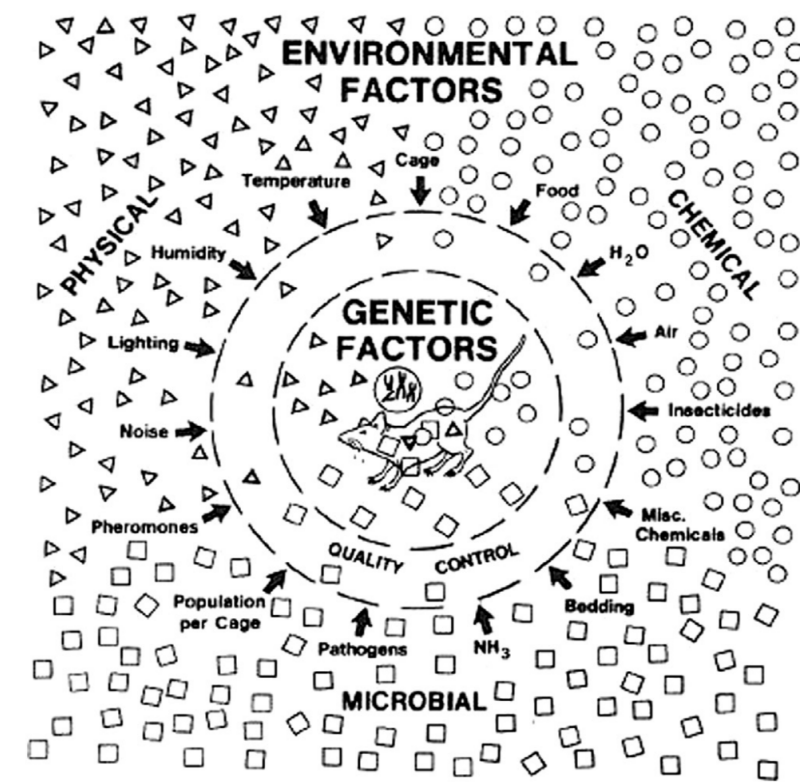 ENVIRONMENTAL
FACTORS
Cage
Temperature
Food
PHYSICAL
CHEMICAL
Humidity
H2O
GENETIC
FACTORS
Lighting
Air
Noise
Insecticides
Pheromones
Misc.
Chemicals
QUALITY CONTROL
Population
per Cage
Bedding
Pathogens
NH3
MICROBIAL